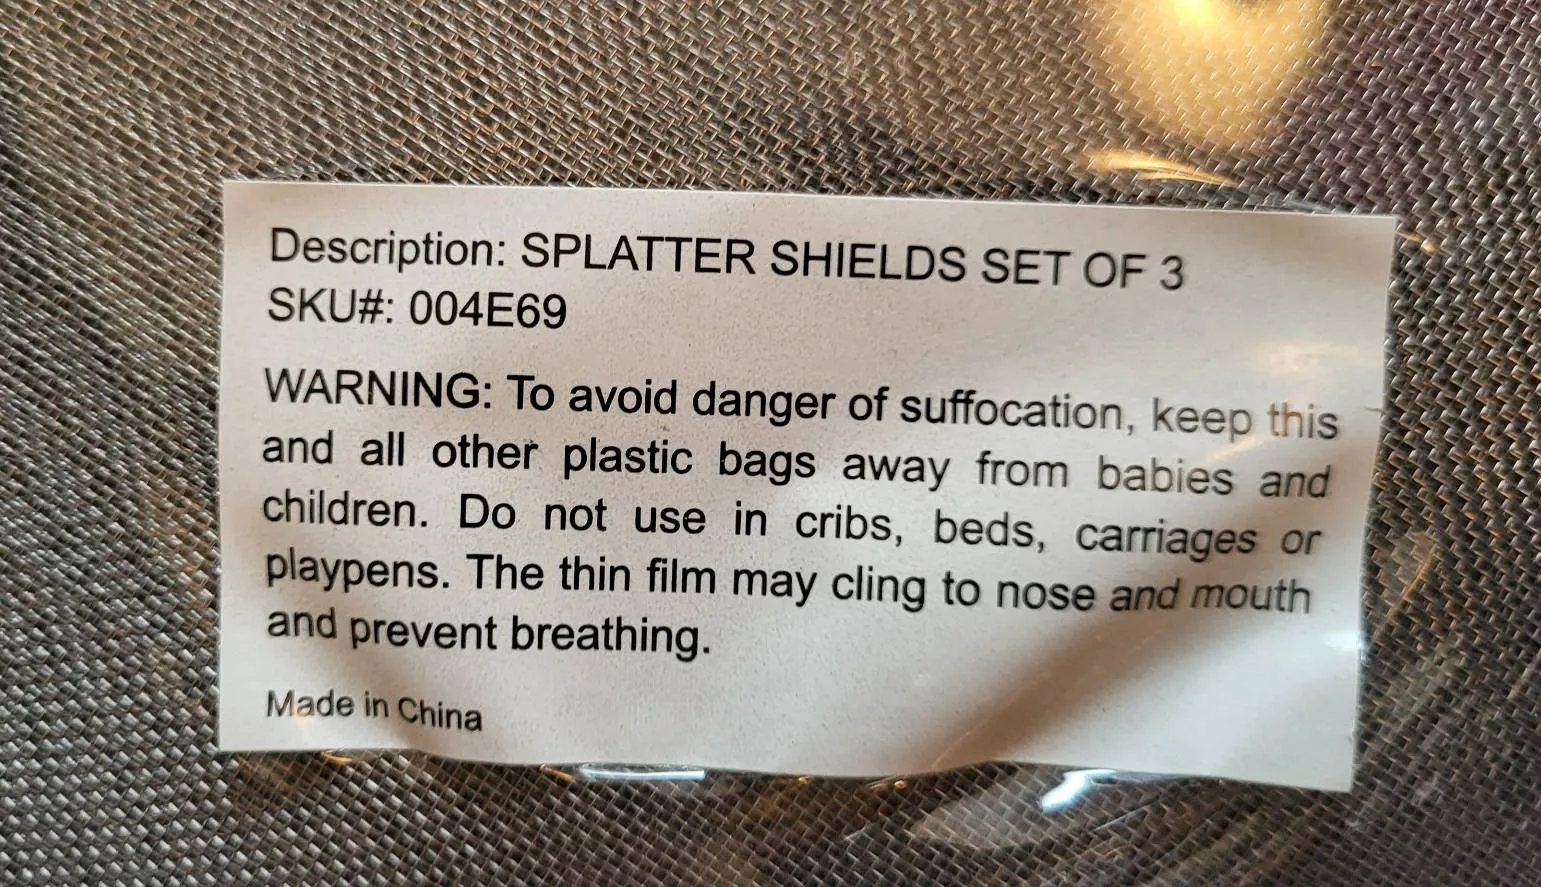 Description: SPLATTER SHIELDS SET OF 3
SKU#: 004E69
WARNING: To avoid danger of suffocation, keep this
and all other plastic bags away from babies and
children. Do not use in cribs, beds, carriages or
playpens. The thin film may cling to nose and mouth
and prevent breathing.
Made in China